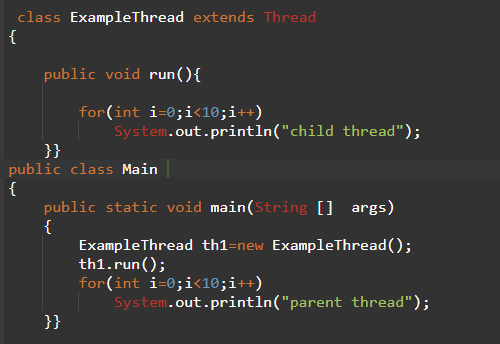 class ExampleThread extends Thread
{
public void run(){
for(int i=0;i<10;i++)
System.out.println("child thread");
}}
public class Main
{
public static void main(String [] args)
{
ExampleThread th1=new ExampleThread();
th1.run();
for(int i=0;i<10;i++)
System.out.println("parent thread");
}}